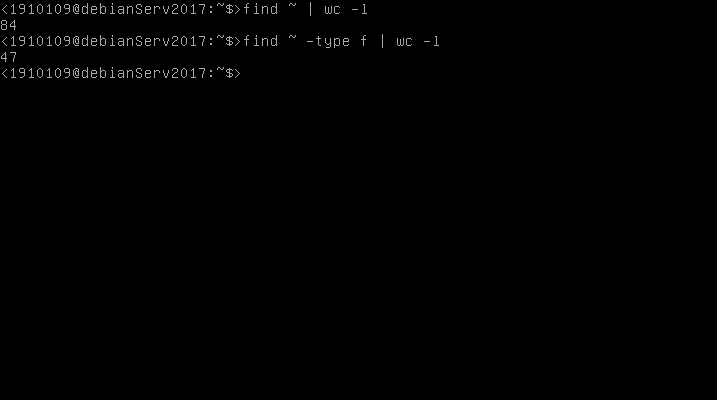 <1910109@debianServ2017:~$>find ~ | wc -l
84
<1910109@debianServ2017:~$>find ~ -type f | wc -l
47
<1910109@debianServ2017:~$>